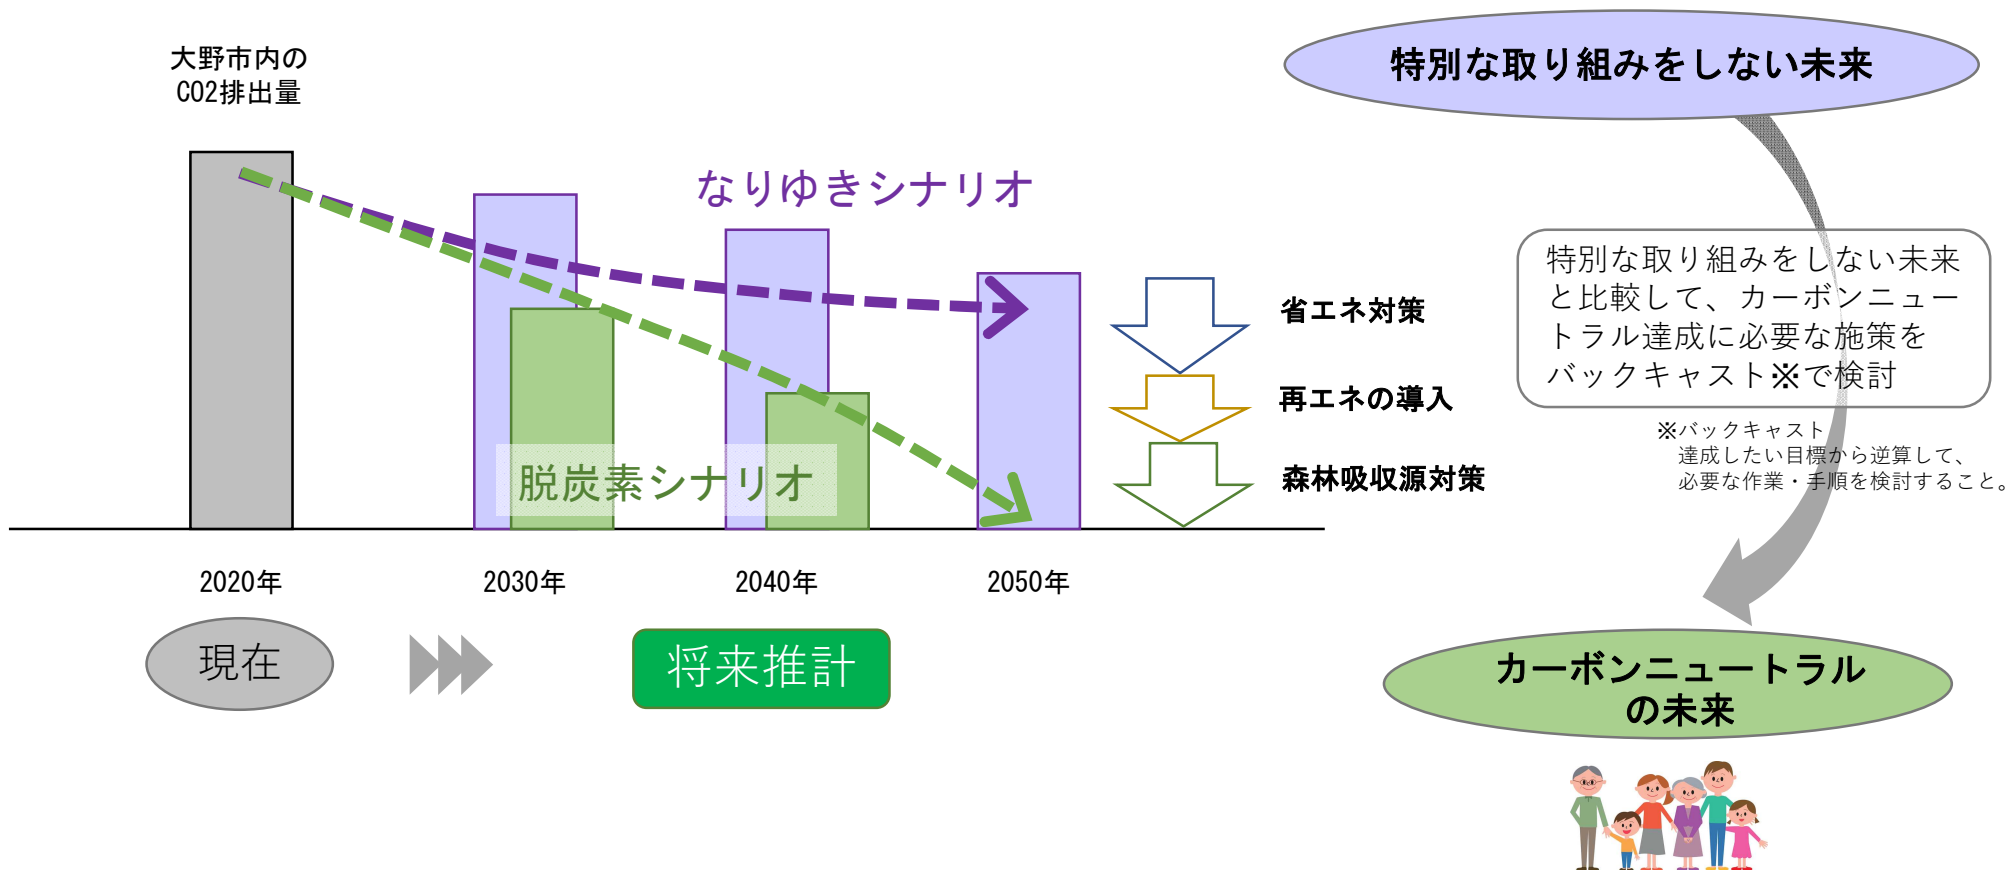 大野市内の
CO2排出量
なりゆきシナリオ
脱炭素シナリオ
2020年
2030年
2040年
2050年
現在
将来推計
省エネ対策
再エネの導入
森林吸収源対策
特別な取り組みをしない未来
特別な取り組みをしない未来
と比較して、カーボンニュー
トラル達成に必要な施策を
バックキャスト※で検討
※バックキャスト
達成したい目標から逆算して、
必要な作業・手順を検討すること。
カーボンニュートラル
の未来